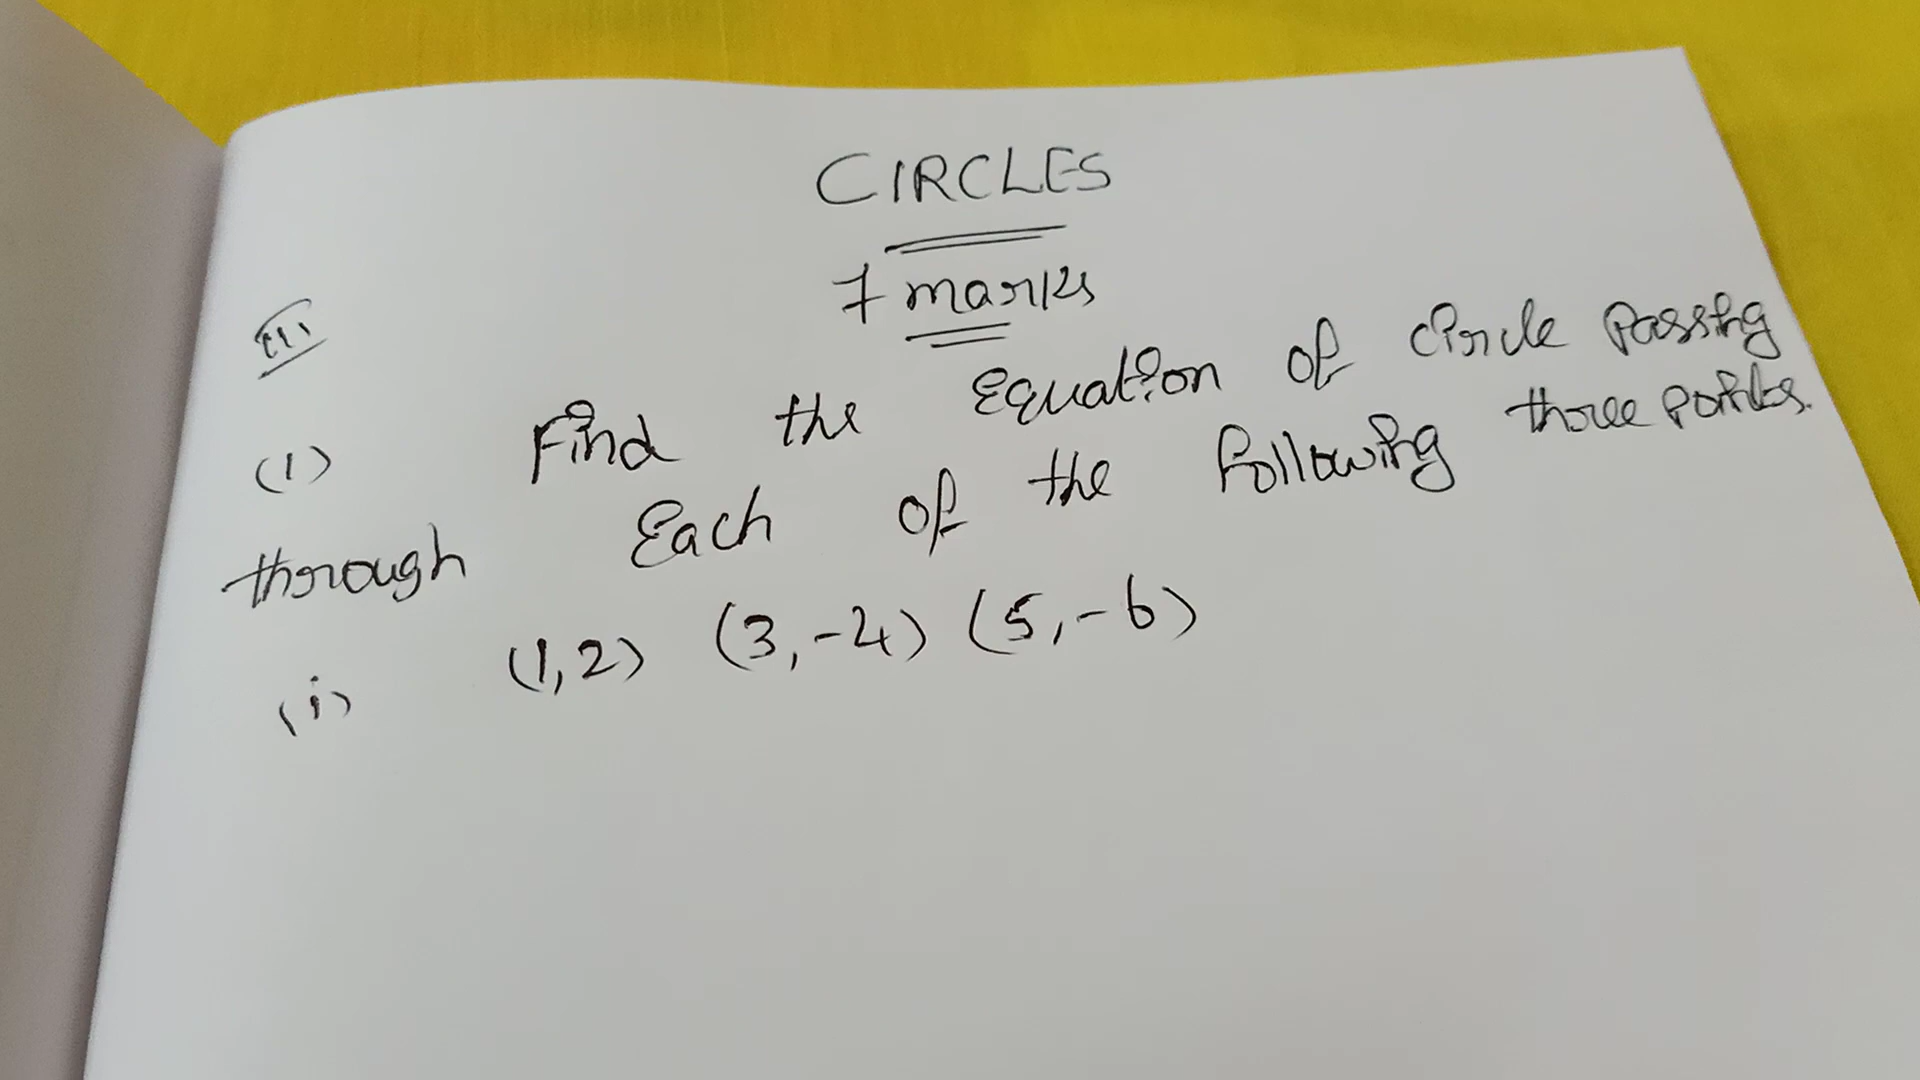 CIRCLES
7 marks
III
(1) Find the Equation of circle passing
through Each of the following three points.
(i) (1,2) (3,-4) (5,-6)